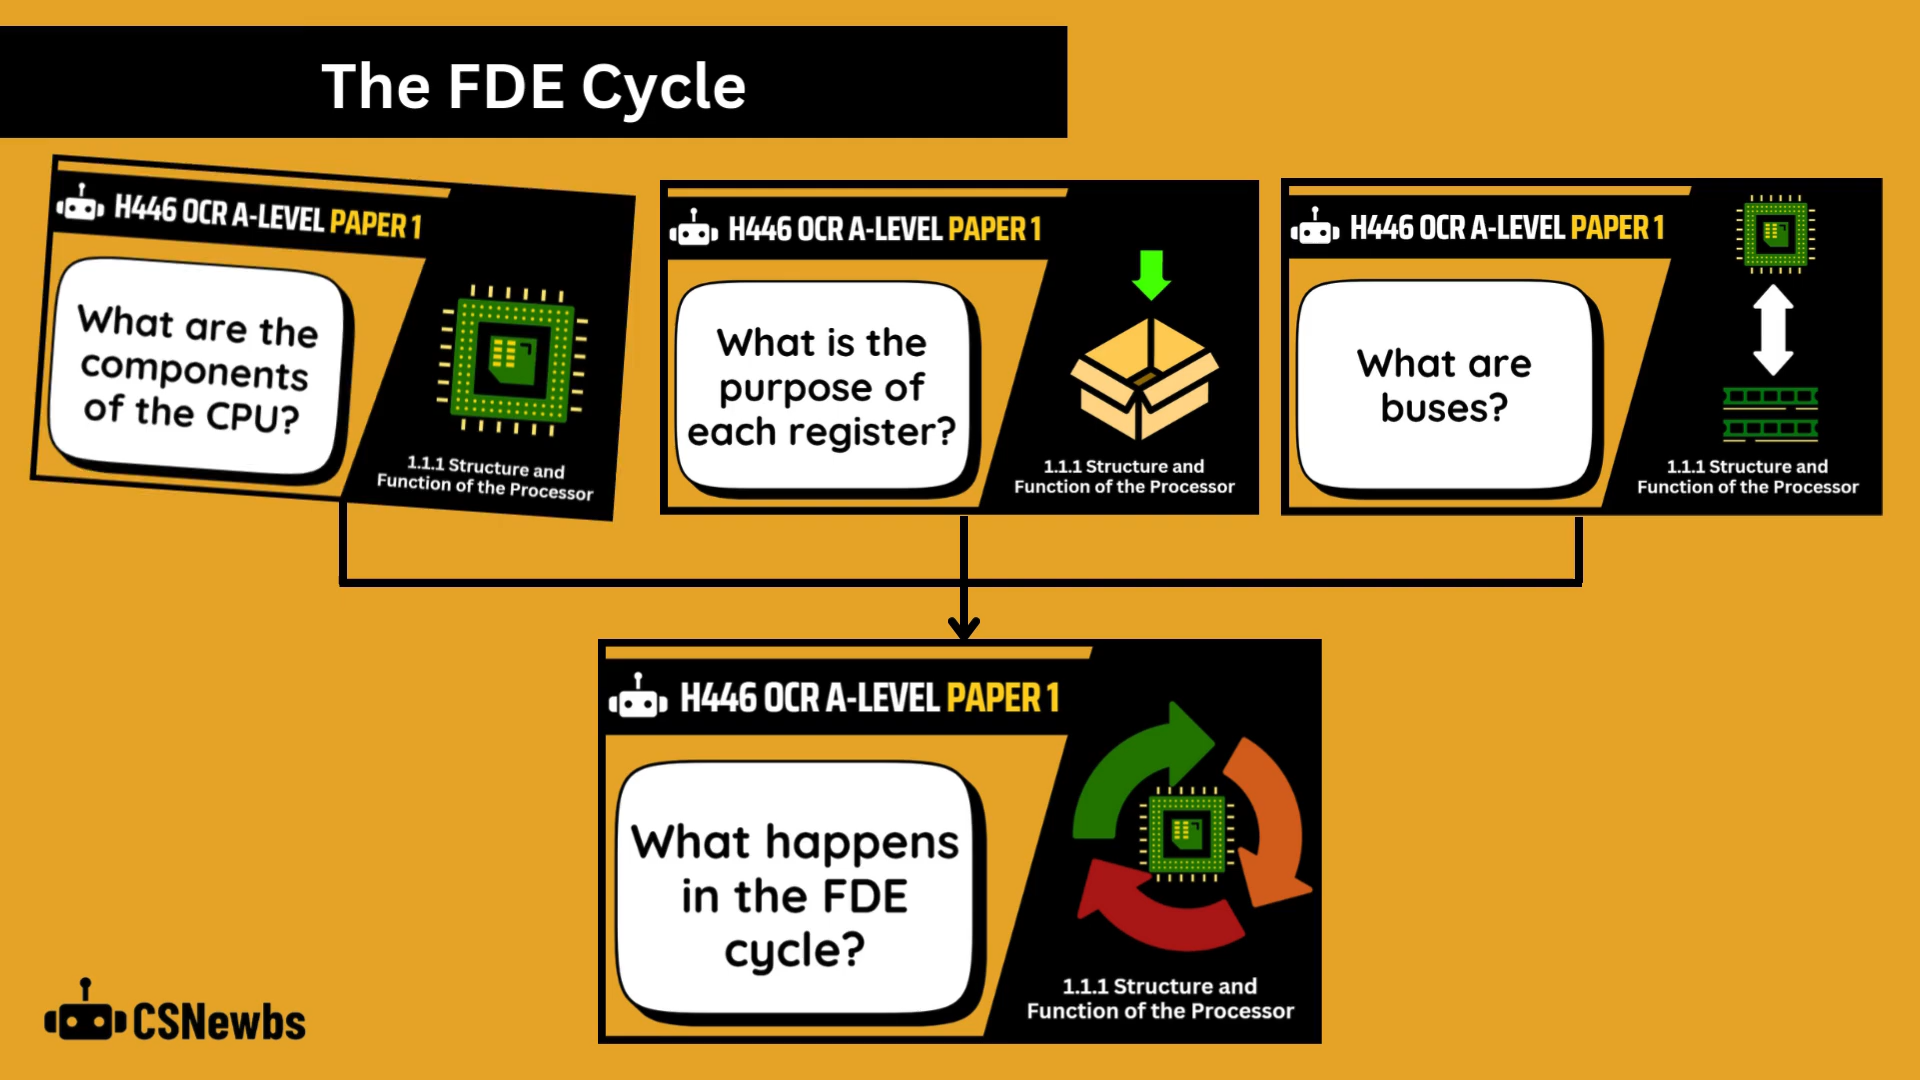 The FDE Cycle
H446 OCR A-LEVEL PAPER 1
What are the
components
of the CPU?
1.1.1 Structure and
Function of the Processor
H446 OCR A-LEVEL PAPER 1
What is the
purpose of
each register?
1.1.1 Structure and
Function of the Processor
H446 OCR A-LEVEL PAPER 1
What are
buses?
1.1.1 Structure and
Function of the Processor
H446 OCR A-LEVEL PAPER 1
What happens
in the FDE
cycle?
1.1.1 Structure and
Function of the Processor
CSNewbs